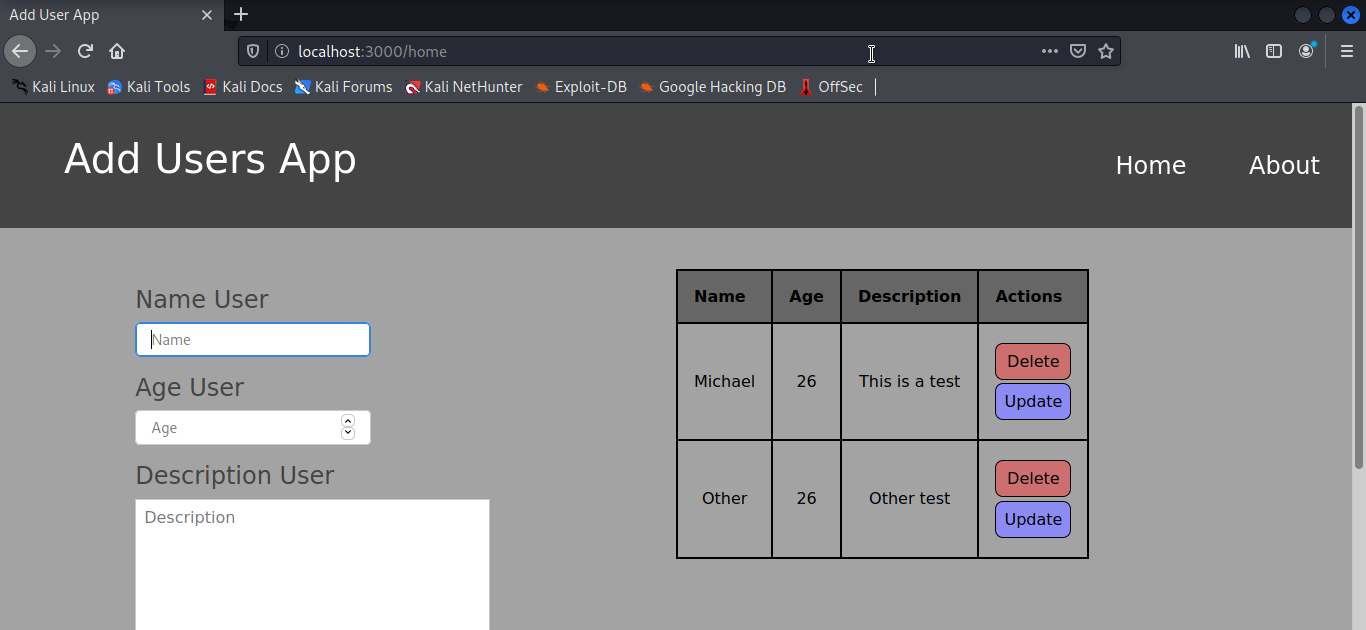 Add User App
localhost:3000/home
Kali Linux Kali Tools Kali Docs Kali Forums Kali NetHunter Exploit-DB Google Hacking DB OffSec
Add Users App
Home About
Name User
Name
Age User
Age
Description User
Description
Name Age Description Actions
Michael 26 This is a test Delete Update
Other 26 Other test Delete Update